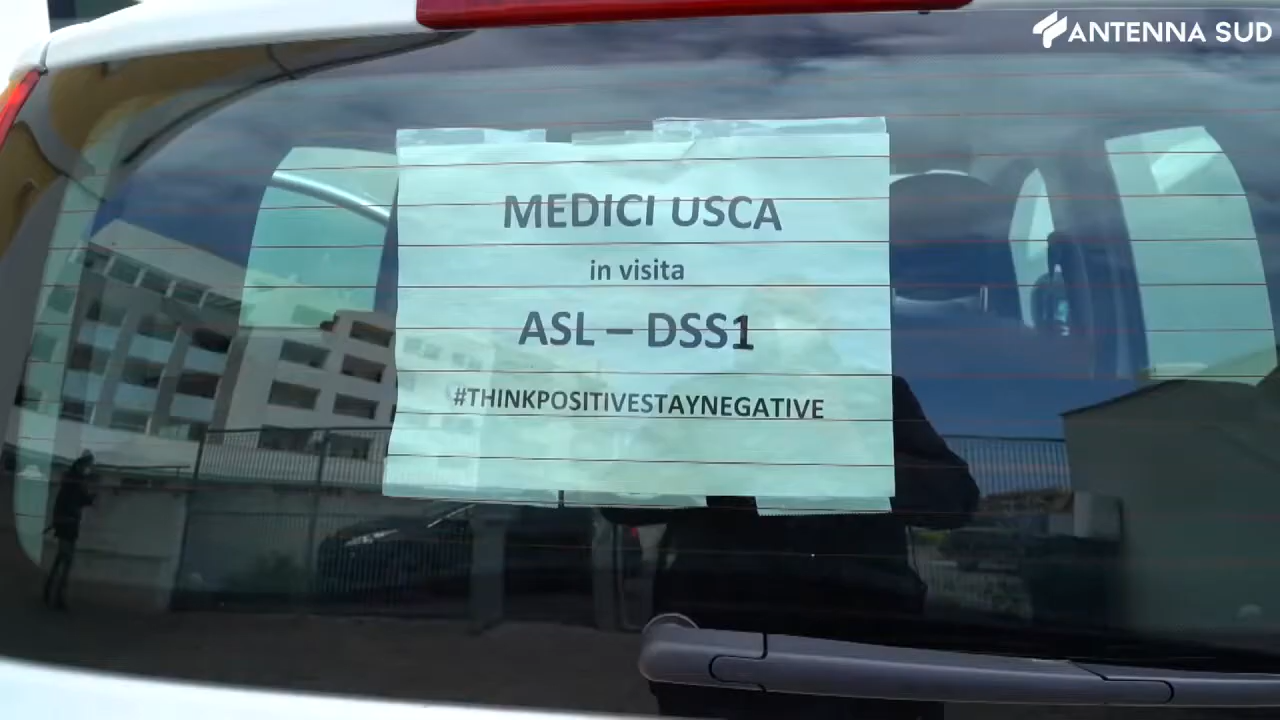 ANTENNA SUD
MEDICI USCA
in visita
ASL – DSS1
#THINKPOSITIVESTAYNEGATIVE